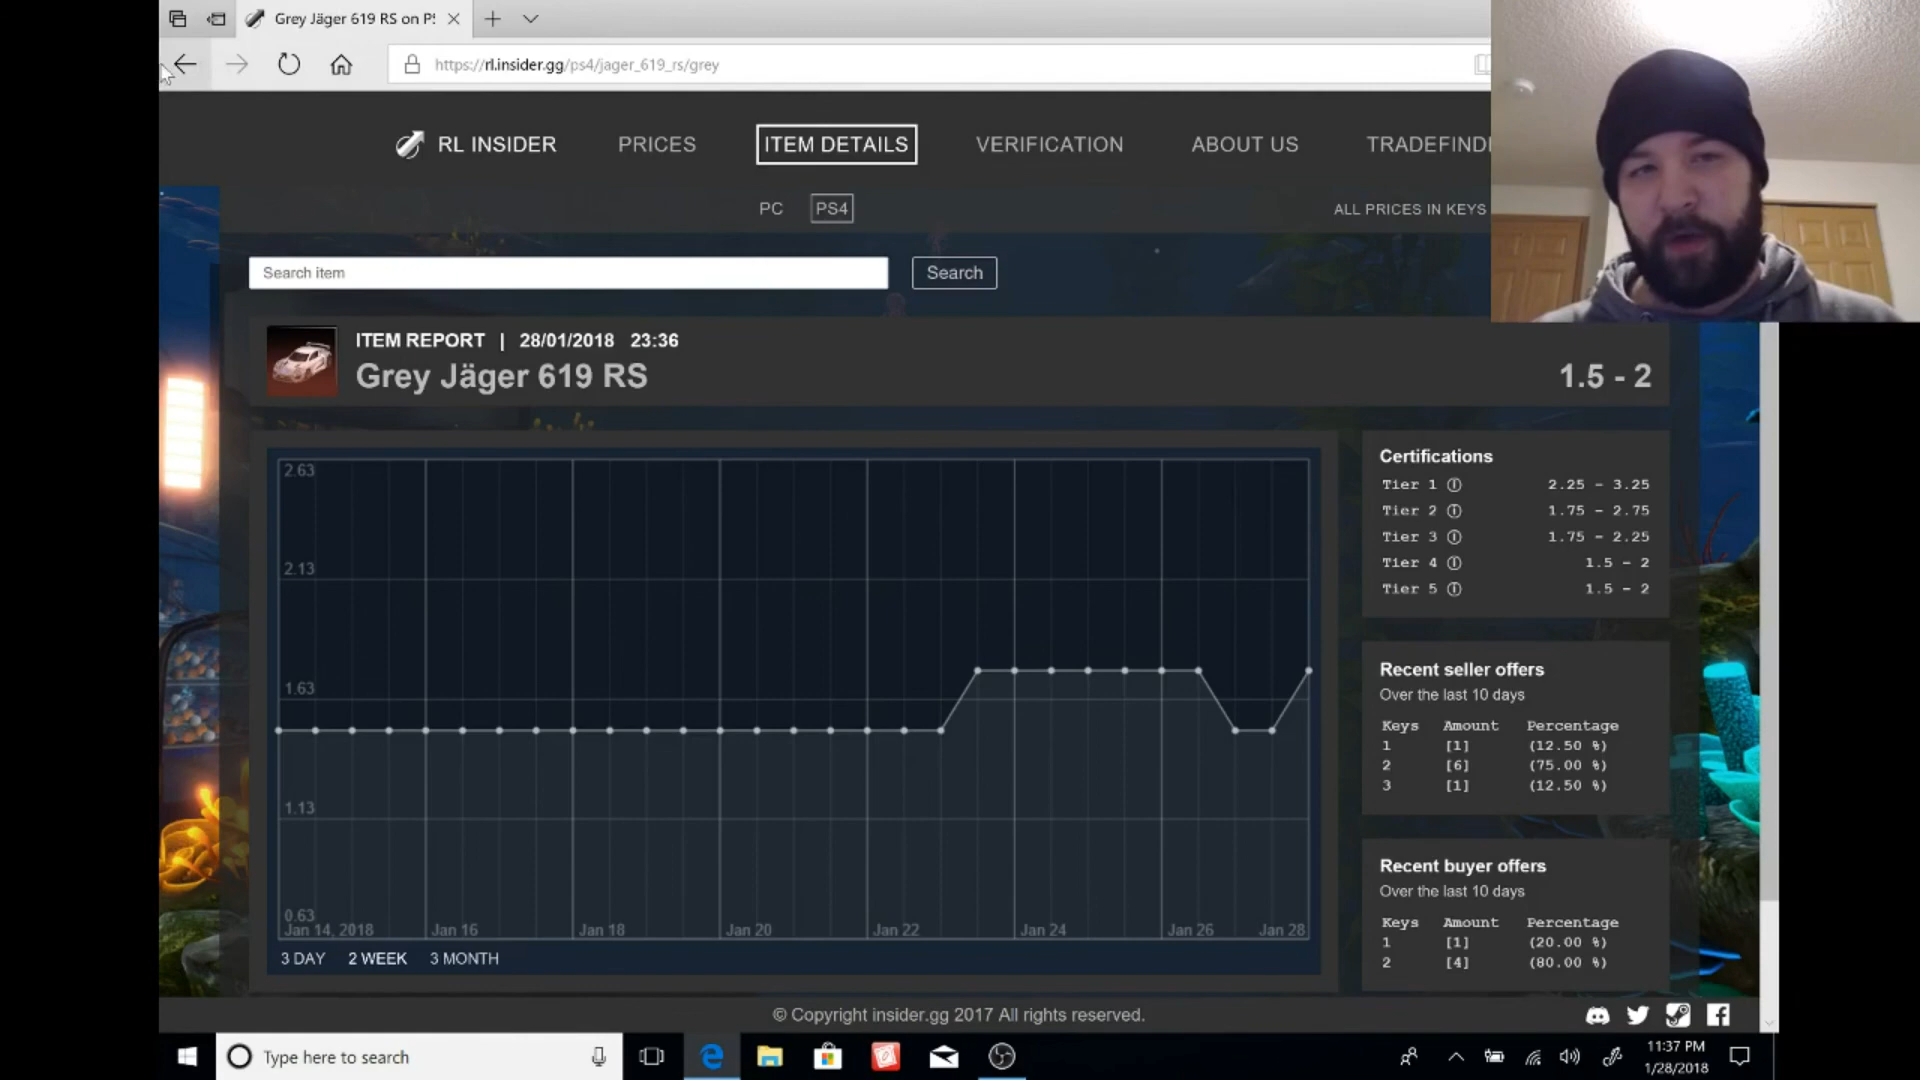 Grey Jäger 619 RS on P
https://rl.insider.gg/ps4/jager_619_rs/grey
RL INSIDER PRICES ITEM DETAILS VERIFICATION ABOUT US TRADEFIND
PC PS4 ALL PRICES IN KEYS
Search item Search
ITEM REPORT | 28/01/2018 23:36
Grey Jäger 619 RS 1.5 - 2
2.63
2.13
1.63
1.13
0.63
Jan 14, 2018 Jan 16 Jan 18 Jan 20 Jan 22 Jan 24 Jan 26 Jan 28
3 DAY 2 WEEK 3 MONTH
Certifications
Tier 1 2.25 - 3.25
Tier 2 1.75 - 2.75
Tier 3 1.75 - 2.25
Tier 4 1.5 - 2
Tier 5 1.5 - 2
Recent seller offers
Over the last 10 days
Keys Amount Percentage
1 [1] (12.50 %)
2 [6] (75.00 %)
3 [1] (12.50 %)
Recent buyer offers
Over the last 10 days
Keys Amount Percentage
1 [1] (20.00 %)
2 [4] (80.00 %)
© Copyright insider.gg 2017 All rights reserved.
Type here to search
11:37 PM
1/28/2018